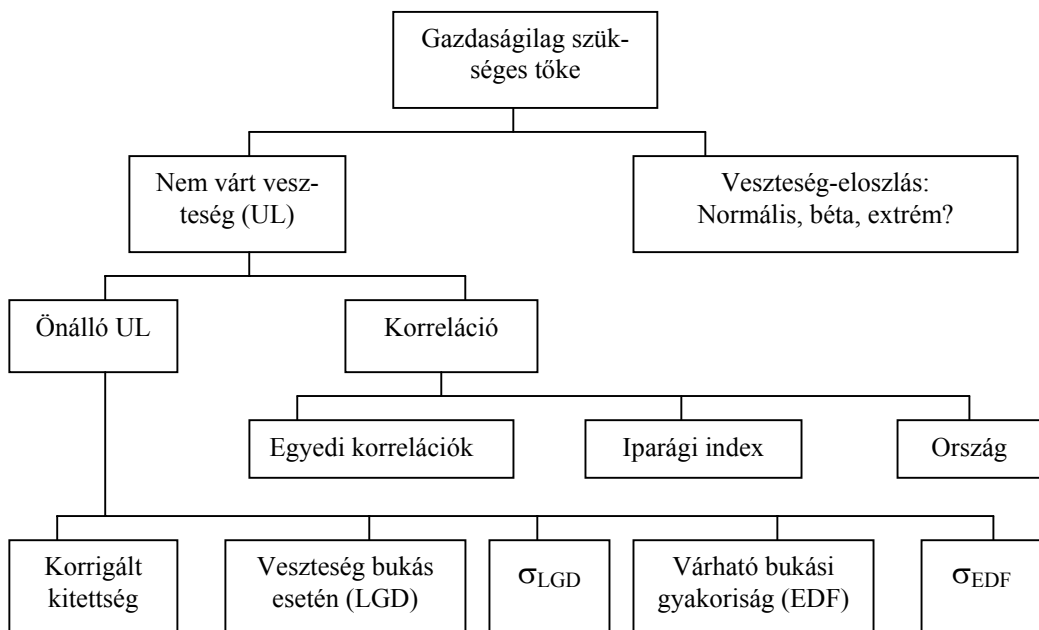 Gazdaságilag szük-
séges tőke
Nem várt vesz-
teség (UL)
Veszteség-eloszlás:
Normális, béta, extrém?
Önálló UL
Korreláció
Egyedi korrelációk
Iparági index
Ország
Korrigált
kitettség
Veszteség bukás
esetén (LGD)
σLGD
Várható bukási
gyakoriság (EDF)
σEDF